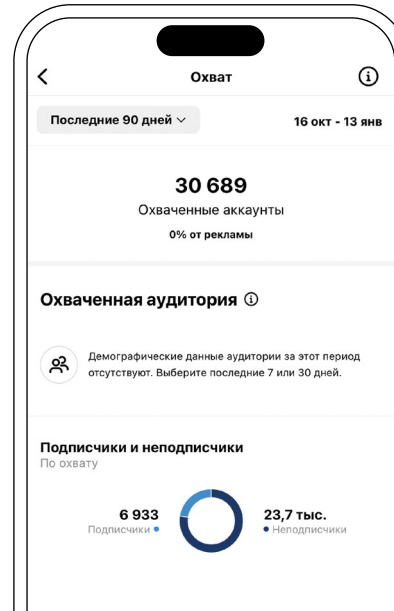 Охват
Последние 90 дней
16 окт - 13 янв
30 689
Охваченные аккаунты
0% от рекламы
Охваченная аудитория
Демографические данные аудитории за этот период
отсутствуют. Выберите последние 7 или 30 дней.
Подписчики и неподписчики
По охвату
6 933
Подписчики
23,7 тыс.
Неподписчики